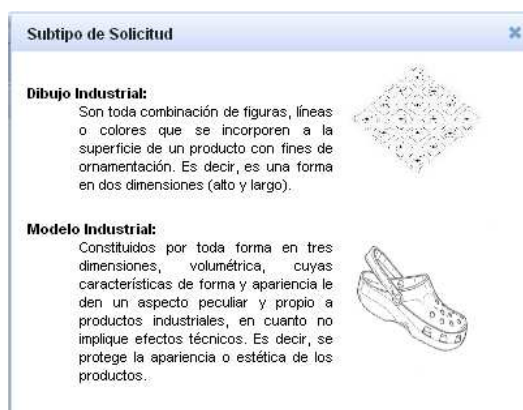 Subtipo de Solicitud
Dibujo Industrial:
Son toda combinación de figuras, líneas
o colores que se incorporen a la
superficie de un producto con fines de
ornamentación. Es decir, es una forma
en dos dimensiones (alto y largo).
Modelo Industrial:
Constituidos por toda forma en tres
dimensiones, volumétrica, cuyas
características de forma y apariencia le
den un aspecto peculiar y propio a
productos industriales, en cuanto no
implique efectos técnicos. Es decir, se
protege la apariencia o estética de los
productos.